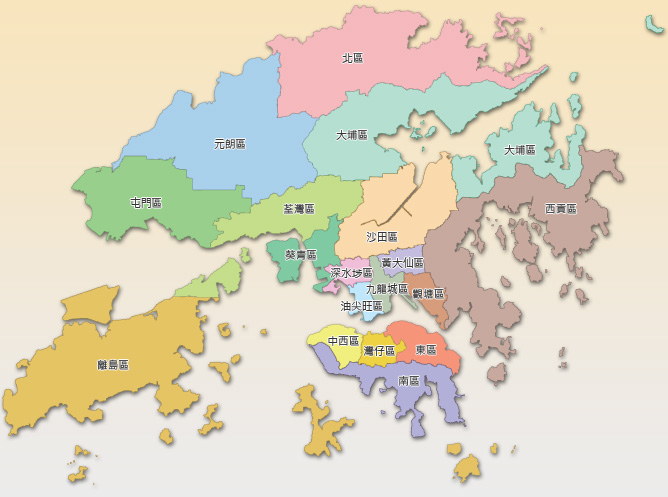 北區
大埔區
元朗區
大埔區
屯門區
荃灣區
西貢區
沙田區
葵青區
黃大仙區
深水埗區
九龍城區
觀塘區
油尖旺區
中西區
灣仔區
東區
離島區
南區